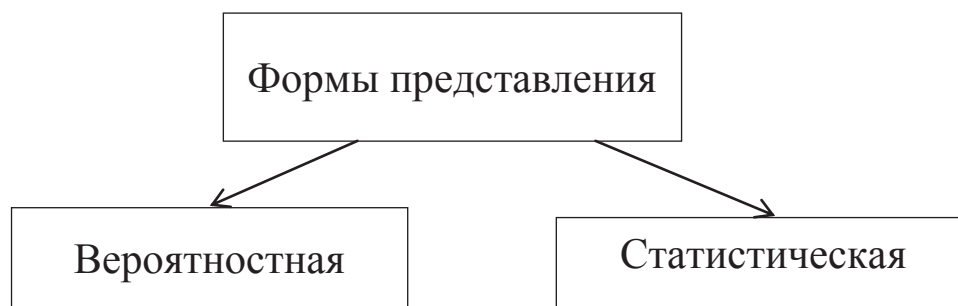 Формы представления
Вероятностная
Статистическая